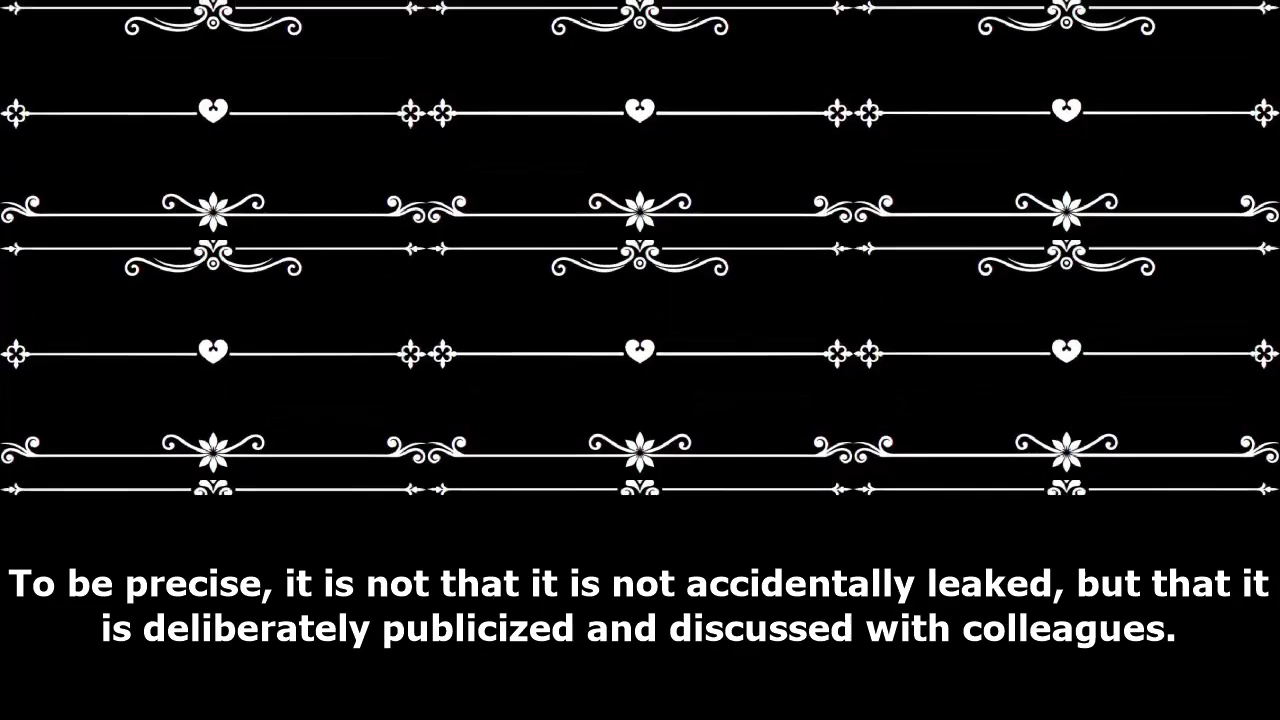 To be precise, it is not that it is not accidentally leaked, but that it
is deliberately publicized and discussed with colleagues.